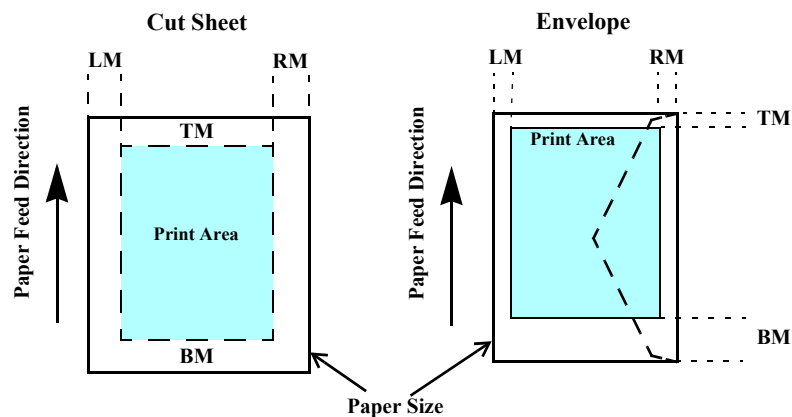 Cut Sheet
LM
RM
TM
Print Area
BM
Paper Feed Direction
Envelope
LM
RM
TM
Print Area
BM
Paper Feed Direction
Paper Size